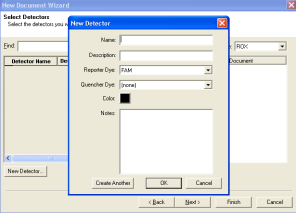 New Document Wizard
Select Detectors
Select the detectors you
Find:
ROX
Detector Name
De
Document
New Detector...
New Detector
Name:
Description:
Reporter Dye: FAM
Quencher Dye: (none)
Color:
Notes:
Create Another
OK
Cancel
< Back
Next >
Finish
Cancel